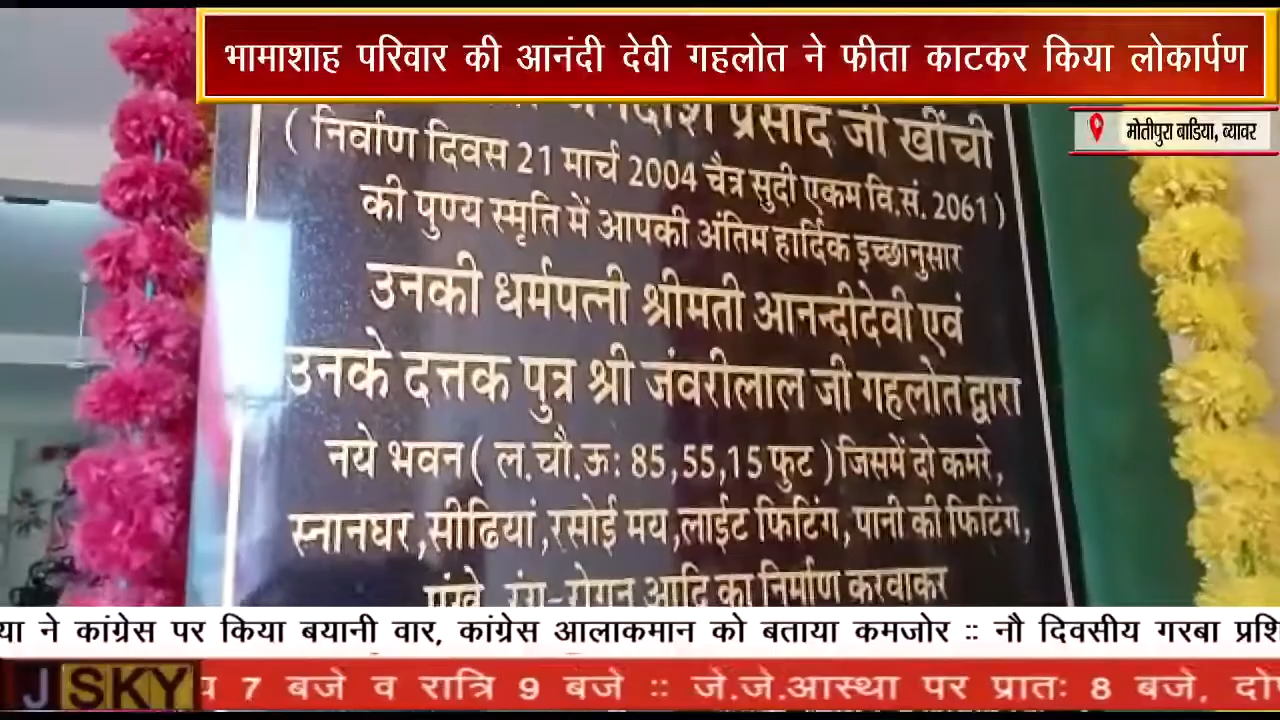 भामाशाह परिवार की आनंदी देवी गहलोत ने फीता काटकर किया लोकार्पण
मोतीपुरा बाडिया, ब्यावर
प्रसाद जी खींची
( निर्वाण दिवस 21 मार्च 2004 चैत्र सुदी एकम वि.सं. 2061 )
की पुण्य स्मृति में आपकी अंतिम हार्दिक इच्छानुसार
उनकी धर्मपत्नी श्रीमती आनन्दीदेवी एवं
उनके दत्तक पुत्र श्री जंवरीलाल जी गहलोत द्वारा
नये भवन ( ल.चौ.ऊ: 85,55,15 फुट ) जिसमें दो कमरे,
स्नानघर,सीढियां,रसोई मय,लाईट फिटिंग, पानी की फिटिंग,
पंखे, रंग-रोगन आदि का निर्माण करवाकर
ने कांग्रेस पर किया बयानी वार, कांग्रेस आलाकमान को बताया कमजोर :: नौ दिवसीय गरबा
J SKY 7 बजे व रात्रि 9 बजे :: जे.जे.आस्था पर प्रातः 8 बजे,